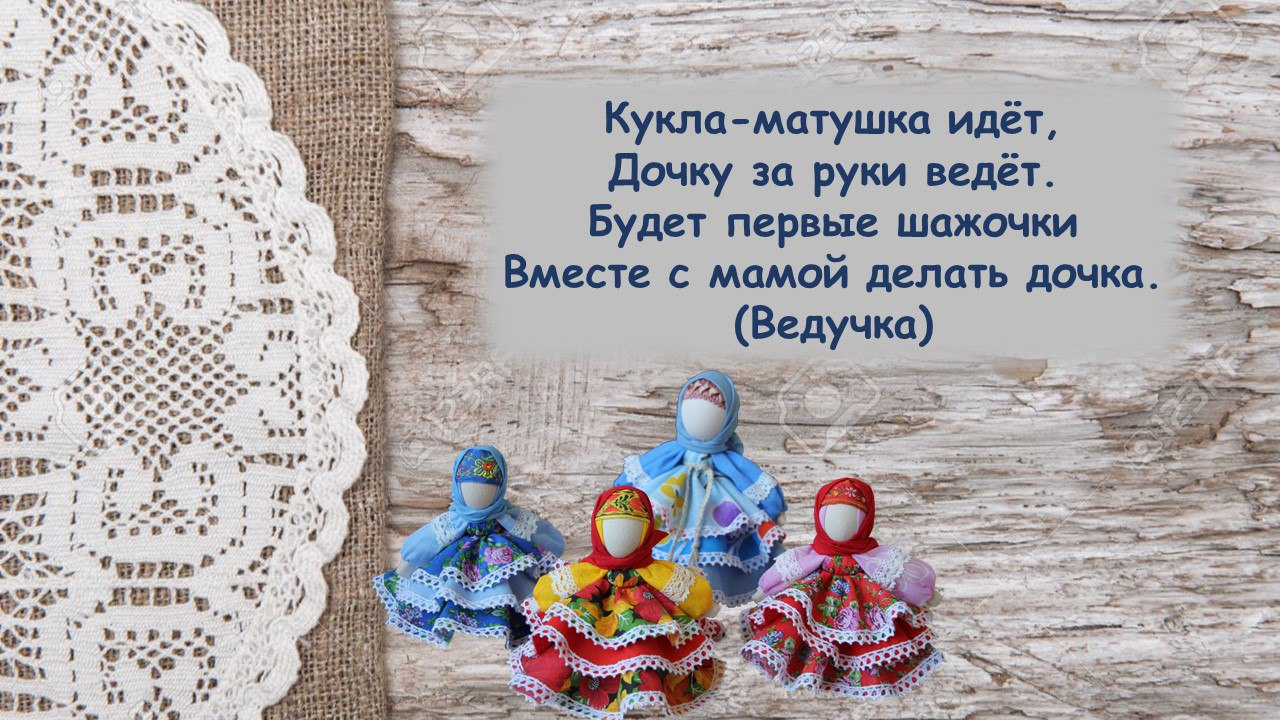 Кукла-матушка идёт,
Дочку за руки ведёт.
Будет первые шажочки
Вместе с мамой делать дочка.
(Ведучка)